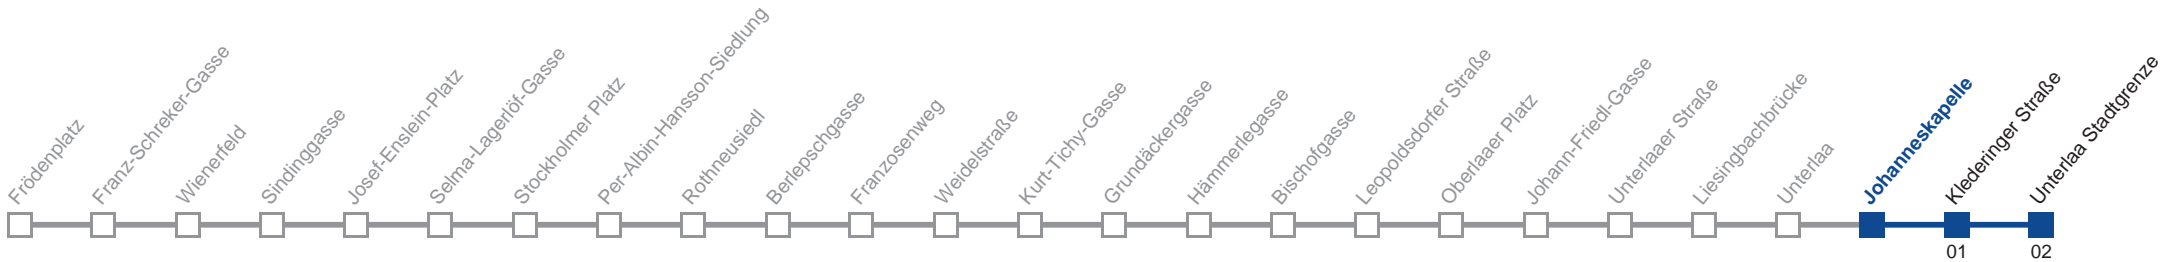 Frödenplatz
Franz-Schreker-Gasse
Wienerfeld
Sindinggasse
Josef-Enslein-Platz
Selma-Lagerlöf-Gasse
Stockholmer Platz
Per-Albin-Hansson-Siedlung
Rothneusiedl
Berlepschgasse
Franzosenweg
Weidelstraße
Kurt-Tichy-Gasse
Grundäckergasse
Hämmerlegasse
Bischofgasse
Leopoldsdorfer Straße
Oberlaaer Platz
Johann-Friedl-Gasse
Unterlaaer Straße
Liesingbachbrücke
Unterlaa
Johanneskapelle
Klederinger Straße
Unterlaa Stadtgrenze
01
02